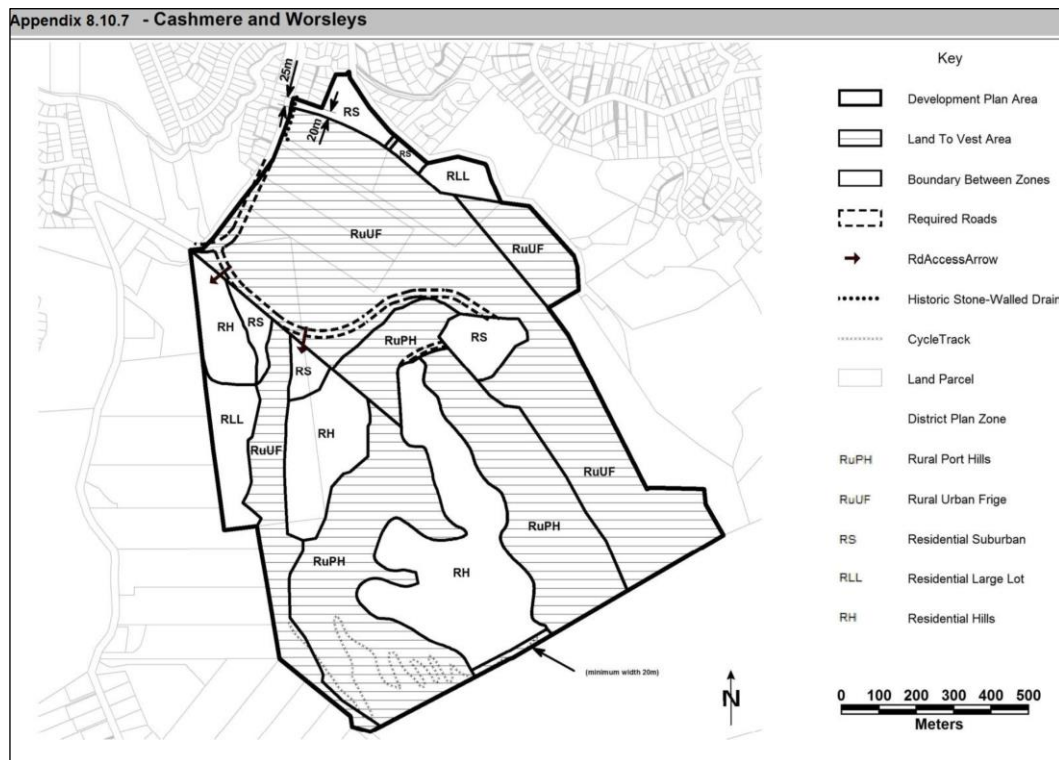 Appendix 8.10.7 - Cashmere and Worsleys
Key
Development Plan Area
Land To Vest Area
Boundary Between Zones
Required Roads
RdAccessArrow
Historic Stone-Walled Drain
CycleTrack
Land Parcel
District Plan Zone
RuPH Rural Port Hills
RuUF Rural Urban Frige
RS Residential Suburban
RLL Residential Large Lot
RH Residential Hills
0 100 200 300 400 500
Meters
N
25m
20m
RS
RS
RLL
RuUF
RuUF
RH
RS
RuPH
RS
RS
RLL
RuUF
RH
RuUF
RuPH
RuPH
RH
(minimum width 20m)